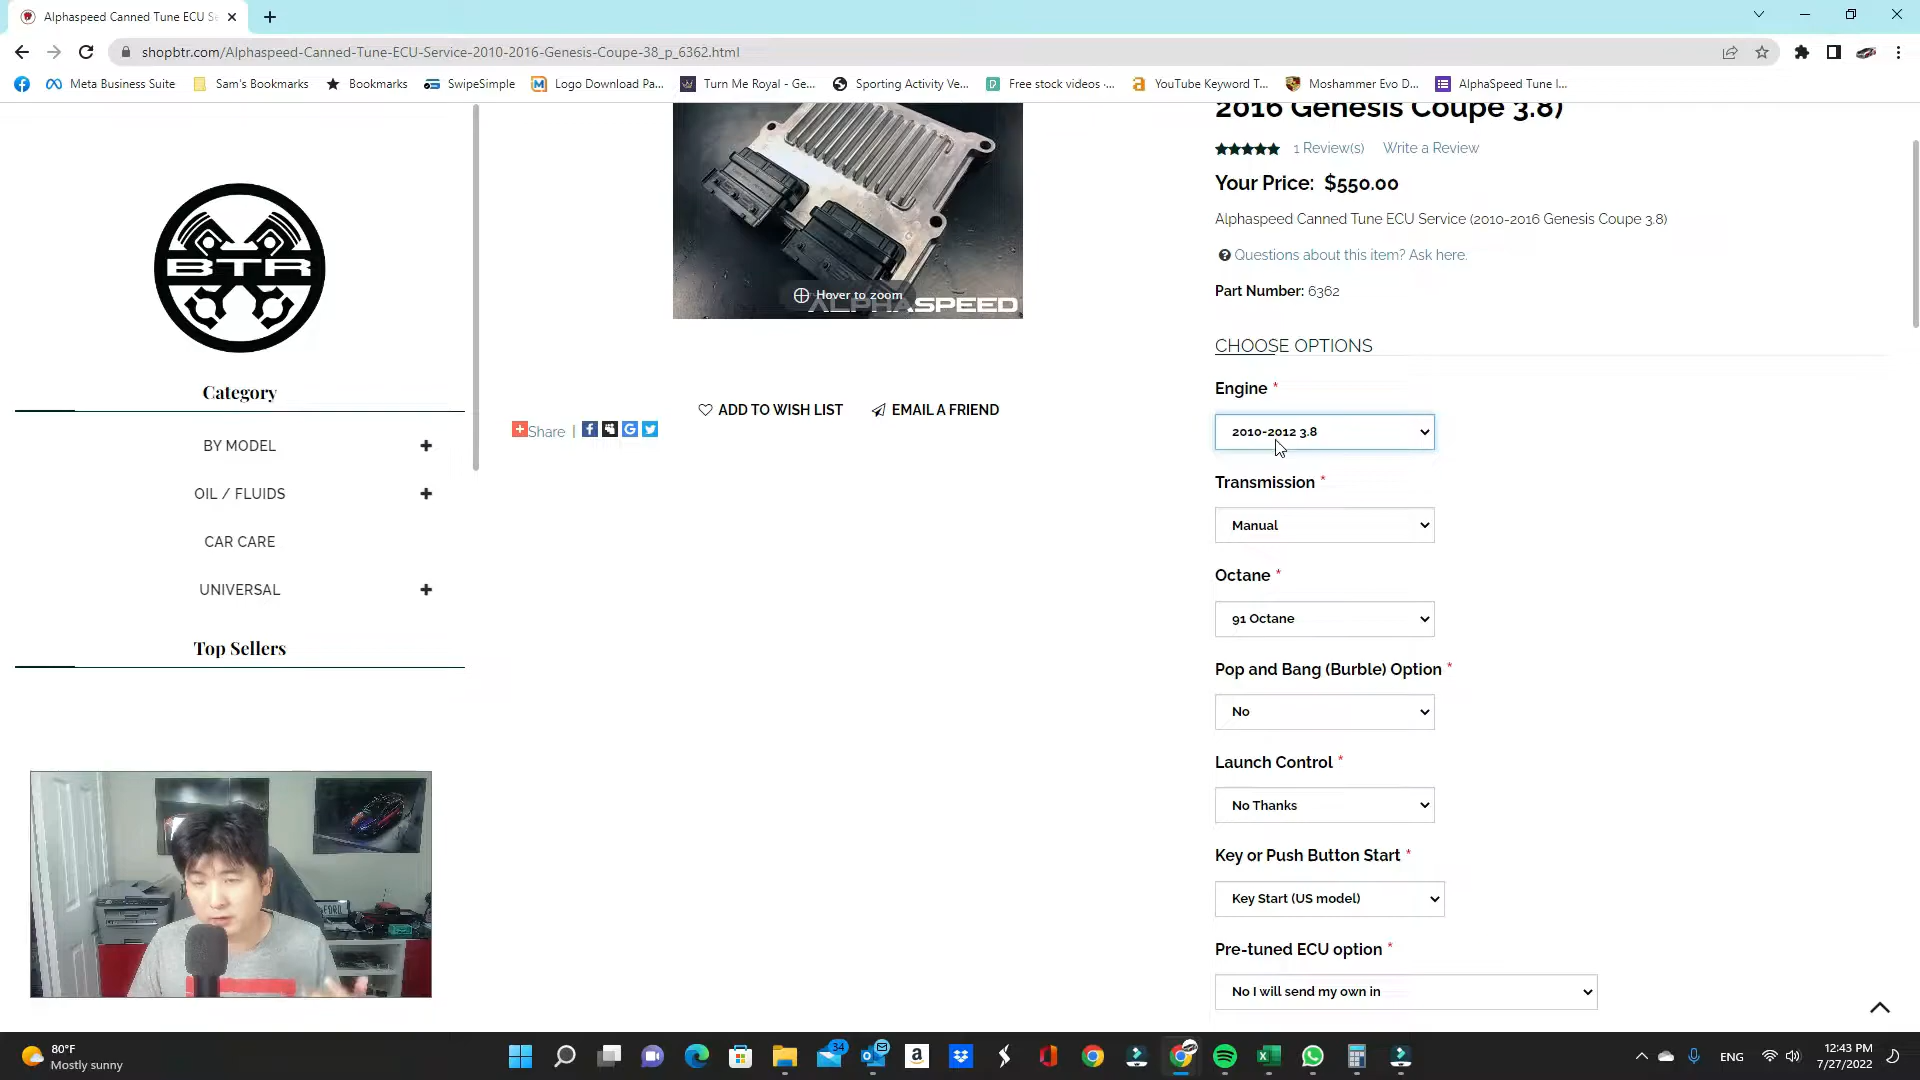 Alphaspeed Canned Tune ECU Se
shopbtr.com/Alphaspeed-Canned-Tune-ECU-Service-2010-2016-Genesis-Coupe-38_p_6362.html
Meta Business Suite
Sam's Bookmarks
Bookmarks
SwipeSimple
Logo Download Pa...
Turn Me Royal - Ge...
Sporting Activity Ve...
Free stock videos -...
YouTube Keyword T...
Moshammer Evo D...
AlphaSpeed Tune I...
BTR
Category
BY MODEL
OIL / FLUIDS
CAR CARE
UNIVERSAL
Top Sellers
Hover to zoom
ALPHASPEED
ADD TO WISH LIST
EMAIL A FRIEND
Share |
2016 Genesis Coupe 3.8)
1 Review(s) Write a Review
Your Price: $550.00
Alphaspeed Canned Tune ECU Service (2010-2016 Genesis Coupe 3.8)
Questions about this item? Ask here.
Part Number: 6362
CHOOSE OPTIONS
Engine *
2010-2012 3.8
Transmission *
Manual
Octane *
91 Octane
Pop and Bang (Burble) Option *
No
Launch Control *
No Thanks
Key or Push Button Start *
Key Start (US model)
Pre-tuned ECU option *
No I will send my own in
80°F
Mostly sunny
34
ENG
12:43 PM
7/27/2022